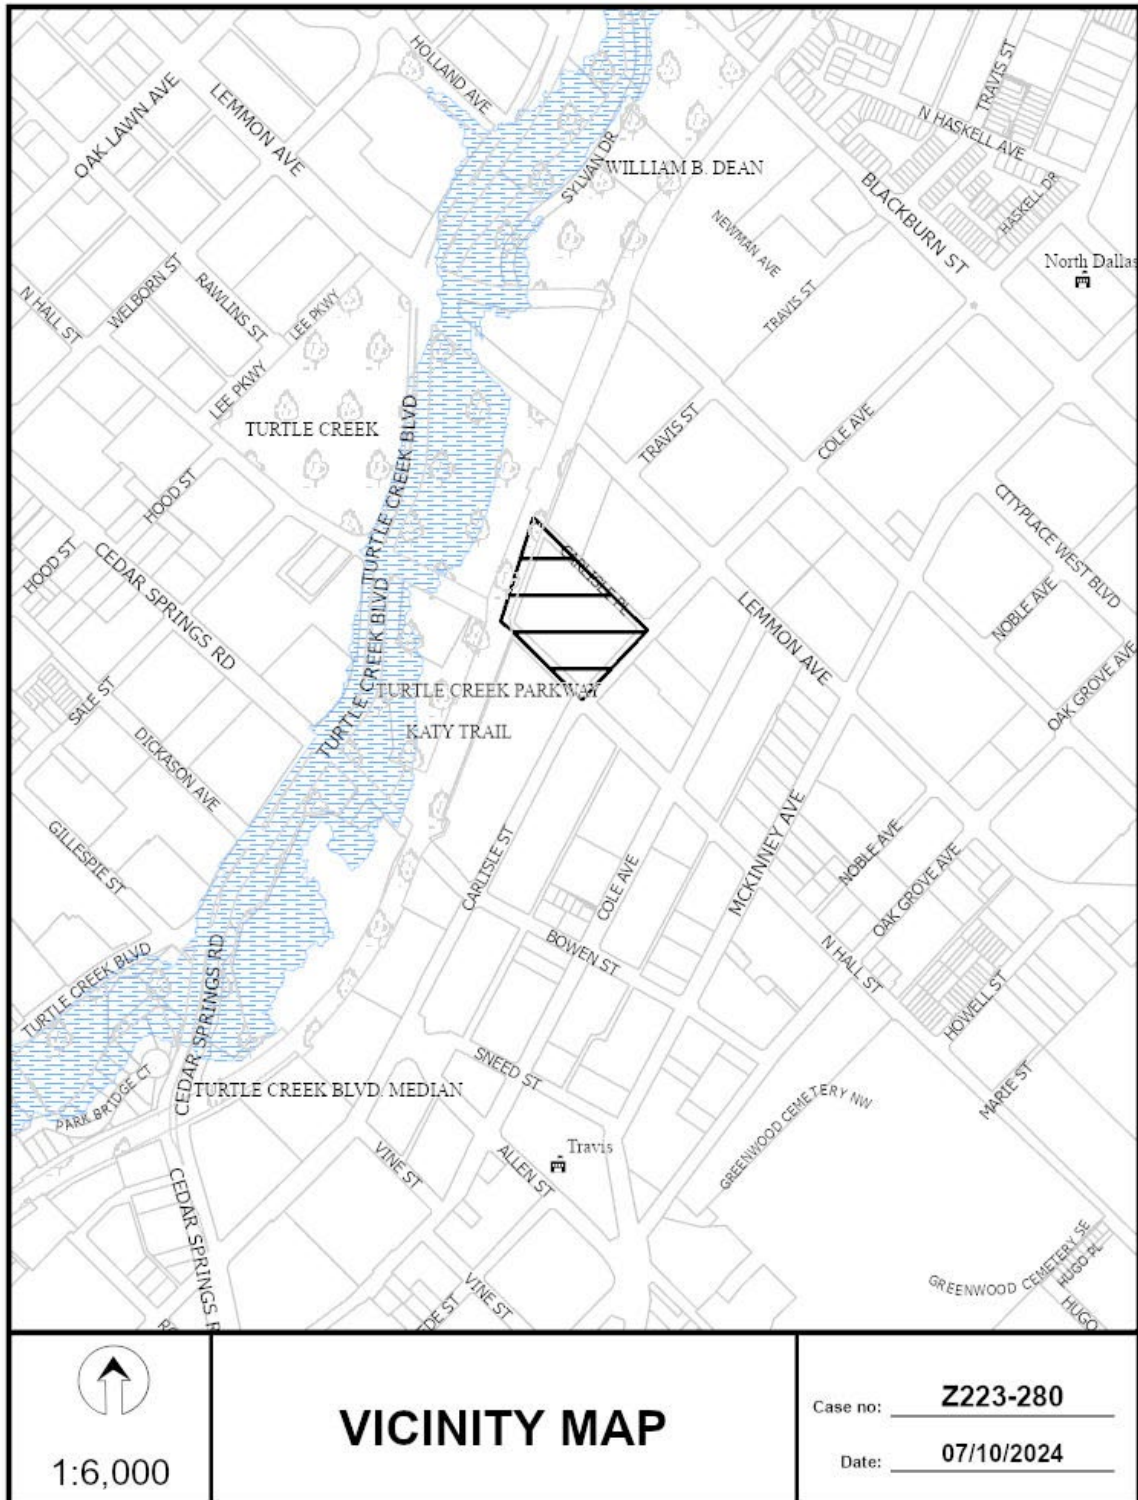 HOLLAND AVE
TRAVIS ST
OAK LAWN AVE
LEMMON AVE
N HASKELL AVE
SYLVAN DR
WILLIAM B. DEAN
BLACKBURN ST
HASKELL DR
NEWMAN AVE
North Dallas
WELBORN ST
N HALL ST
RAWLINS ST
LEE PKWY
TRAVIS ST
LEE PKWY
TURTLE CREEK
TURTLE CREEK BLVD
TRAVIS ST
COLE AVE
HOOD ST
CITYPLACE WEST BLVD
HOOD ST
CEDAR SPRINGS RD
TURTLE CREEK BLVD
CARLISLE PL
NOBLE AVE
LEMMON AVE
OAK GROVE AVE
SALE ST
TURTLE CREEK PARKWAY
TURTLE CREEK BLVD
KATY TRAIL
DICKASON AVE
GILLESPIE ST
CARLISLE ST
COLE AVE
MCKINNEY AVE
NOBLE AVE
OAK GROVE AVE
BOWEN ST
N HALL ST
TURTLE CREEK BLVD
CEDAR SPRINGS RD
HOWELL ST
SNEED ST
MARIE ST
TURTLE CREEK BLVD. MEDIAN
PARK BRIDGE CT
GREENWOOD CEMETERY NW
Travis
VINE ST
ALLEN ST
CEDAR SPRINGS R
GREENWOOD CEMETERY SE
HUGO PL
VINE ST
DE ST
HUGO
1:6,000
VICINITY MAP
Case no: Z223-280
Date: 07/10/2024